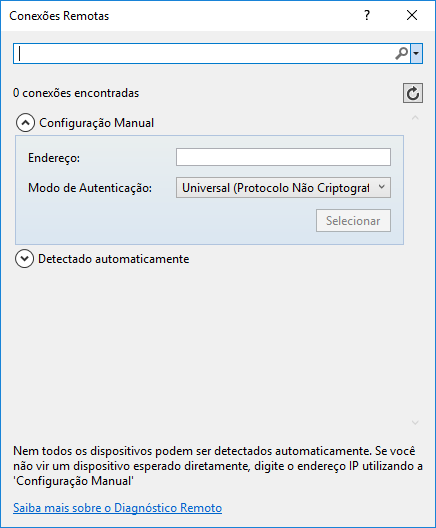 Conexões Remotas
0 conexões encontradas
Configuração Manual
Endereço:
Modo de Autenticação: Universal (Protocolo Não Criptograf
Selecionar
Detectado automaticamente
Nem todos os dispositivos podem ser detectados automaticamente. Se você
não vir um dispositivo esperado diretamente, digite o endereço IP utilizando a
'Configuração Manual'
Saiba mais sobre o Diagnóstico Remoto